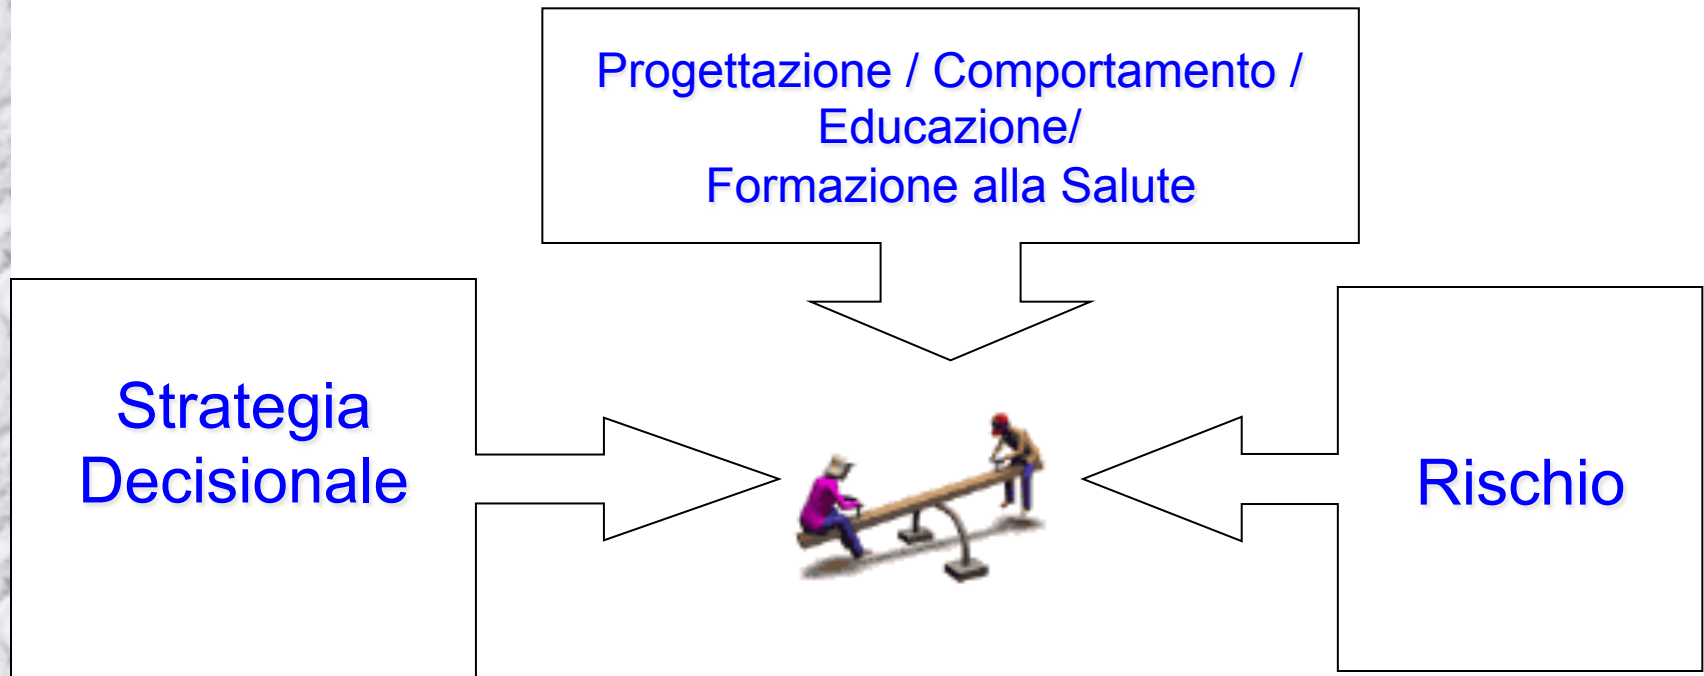 Progettazione / Comportamento /
Educazione/
Formazione alla Salute
Strategia
Decisionale
Rischio